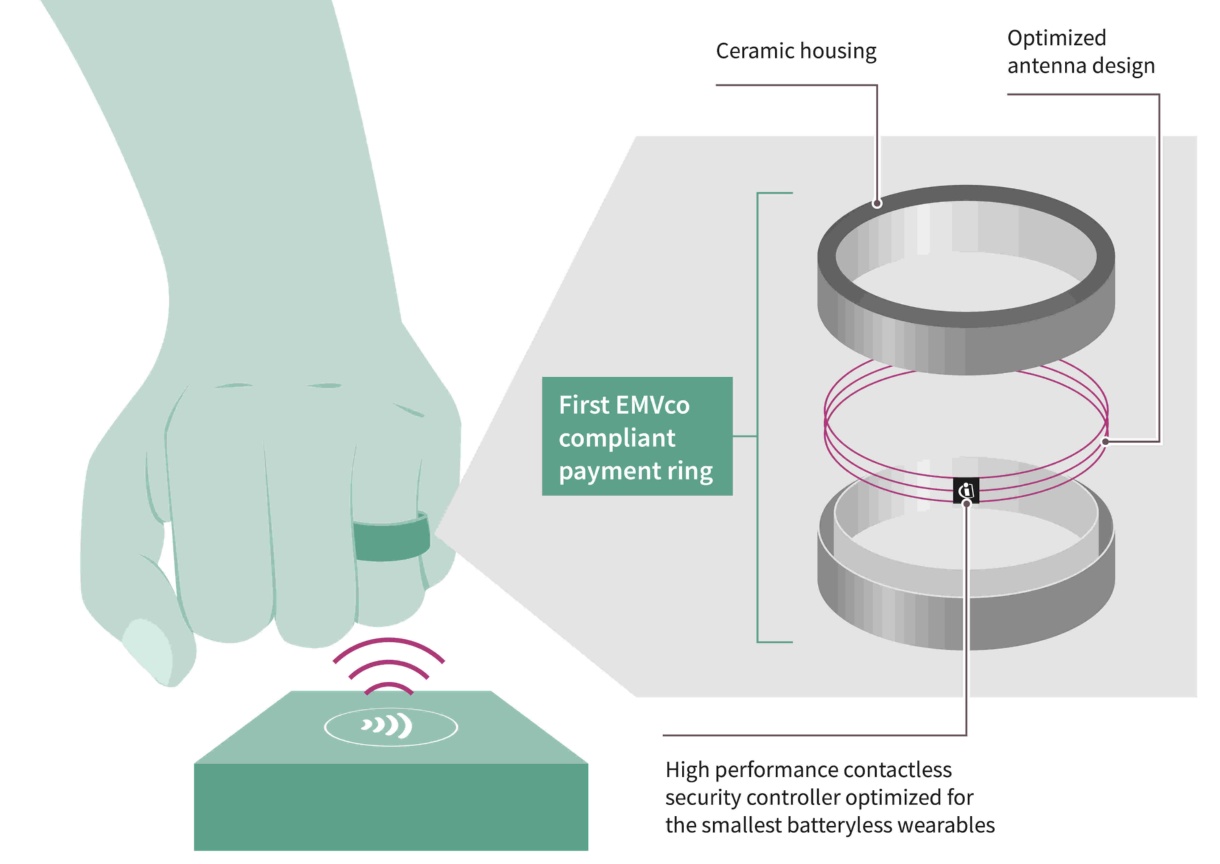 Ceramic housing
Optimized
antenna design
First EMVco
compliant
payment ring
High performance contactless
security controller optimized for
the smallest batteryless wearables